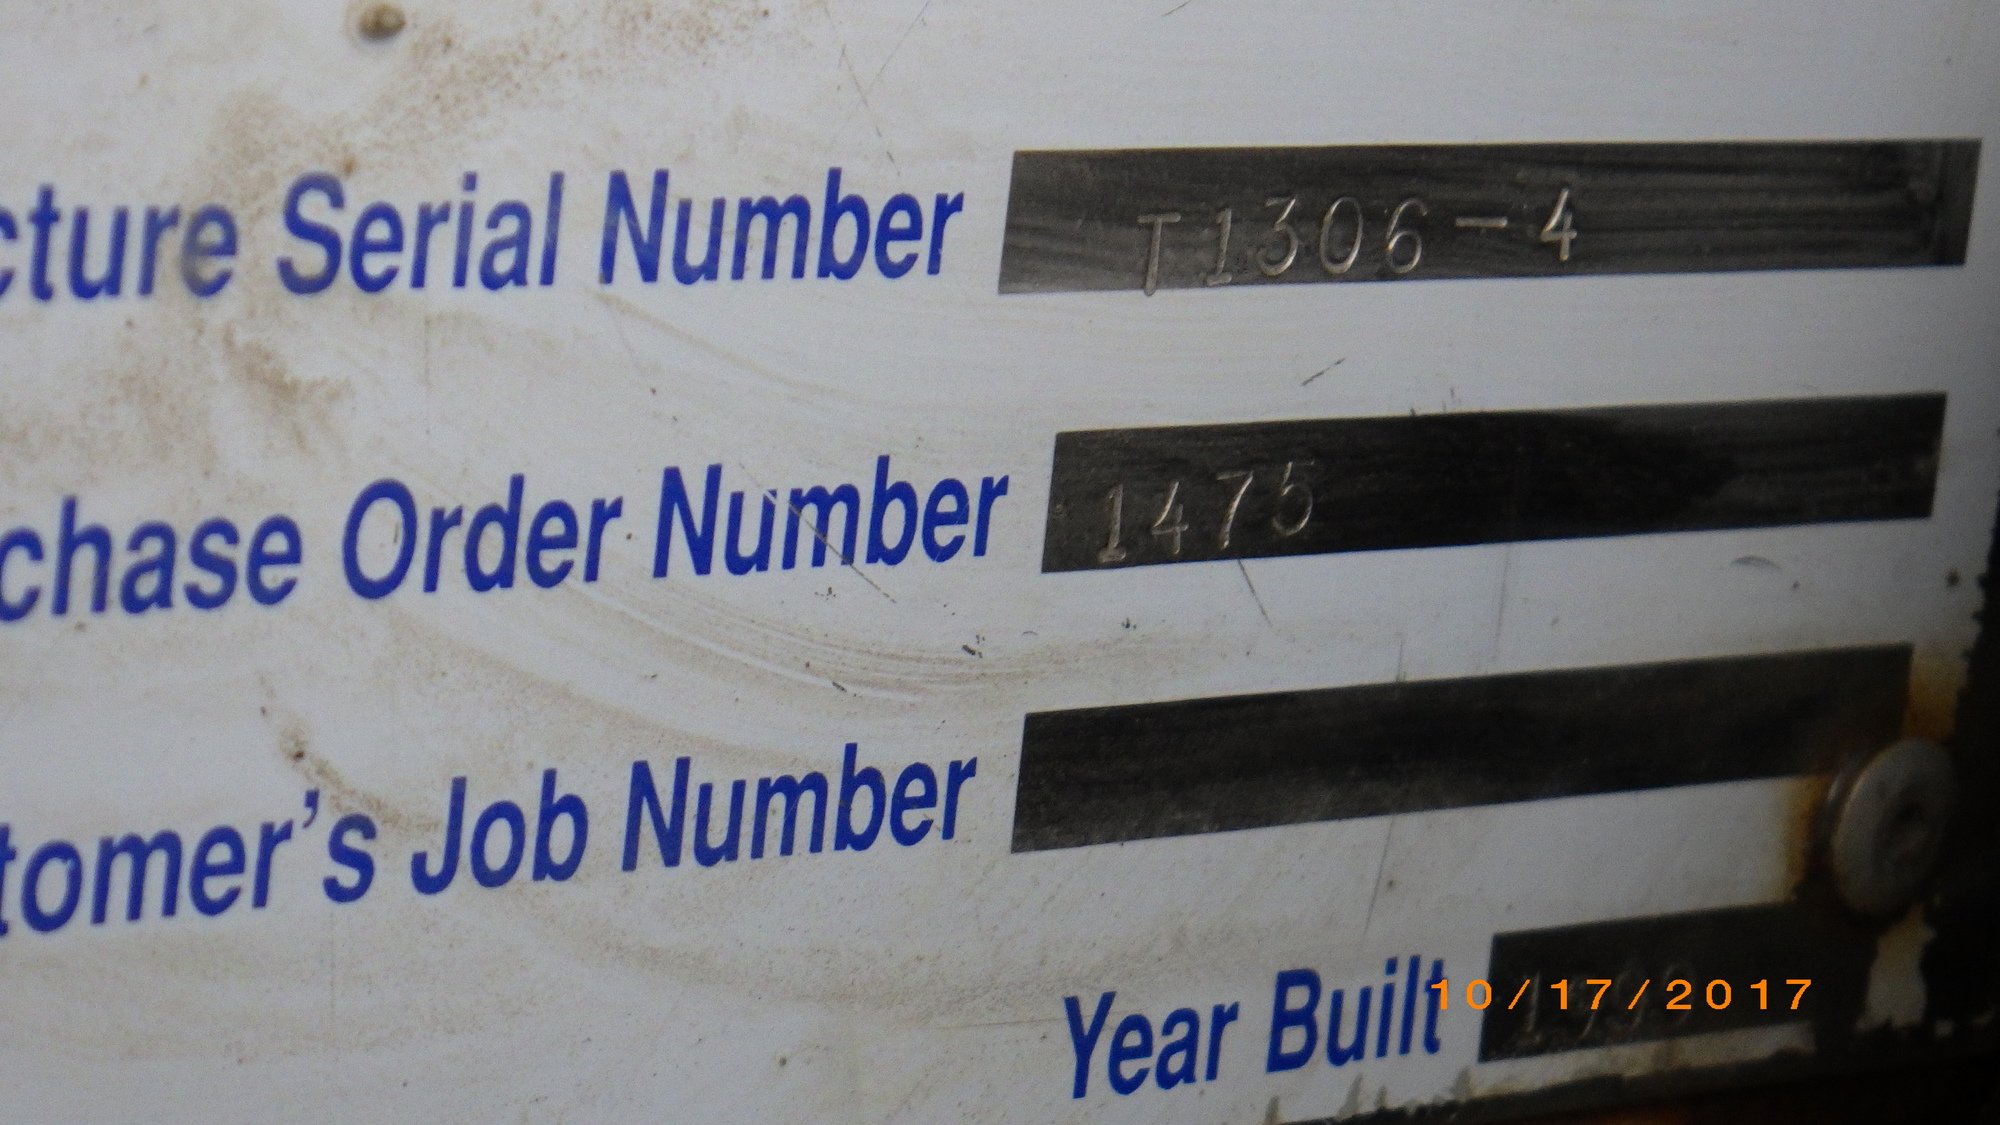 cture Serial Number T1306-4
chase Order Number 1475
tomer's Job Number
Year Built
10/17/2017